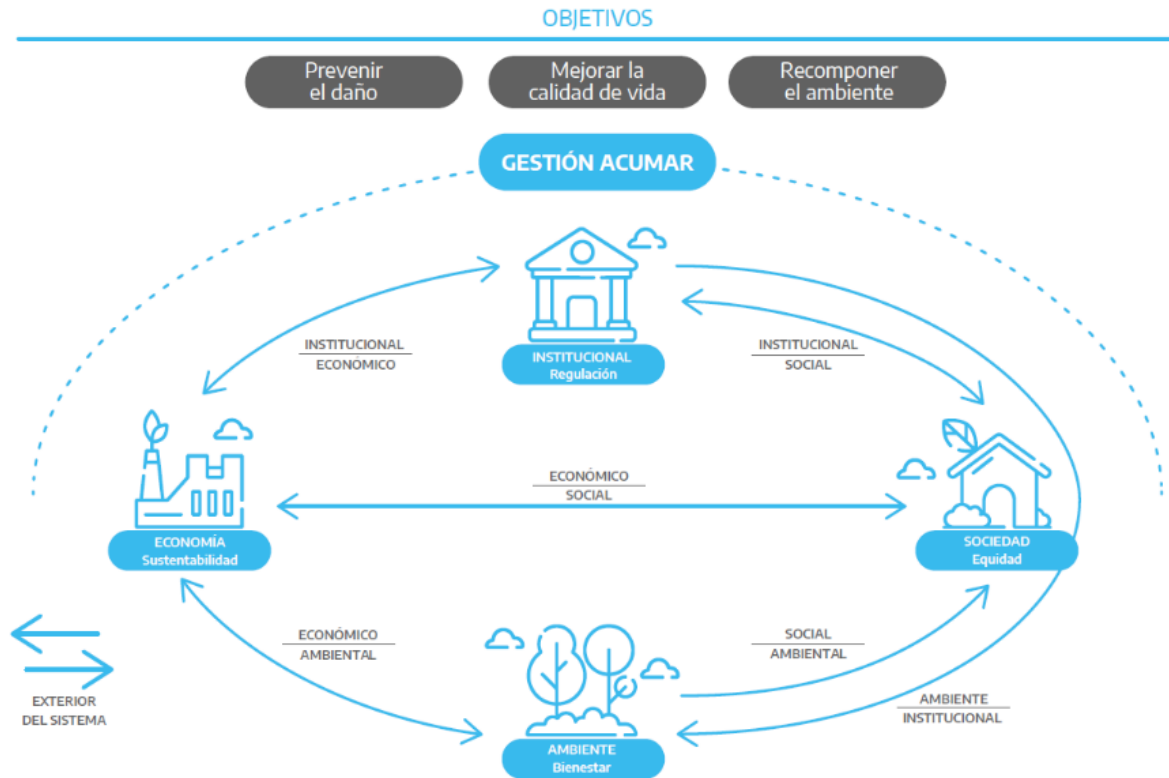 OBJETIVOS
Prevenir
el daño
Mejorar la
calidad de vida
Recomponer
el ambiente
GESTIÓN ACUMAR
INSTITUCIONAL
ECONÓMICO
INSTITUCIONAL
Regulación
INSTITUCIONAL
SOCIAL
ECONÓMICO
SOCIAL
ECONOMÍA
Sustentabilidad
SOCIEDAD
Equidad
ECONÓMICO
AMBIENTAL
SOCIAL
AMBIENTAL
EXTERIOR
DEL SISTEMA
AMBIENTE
INSTITUCIONAL
AMBIENTE
Bienestar